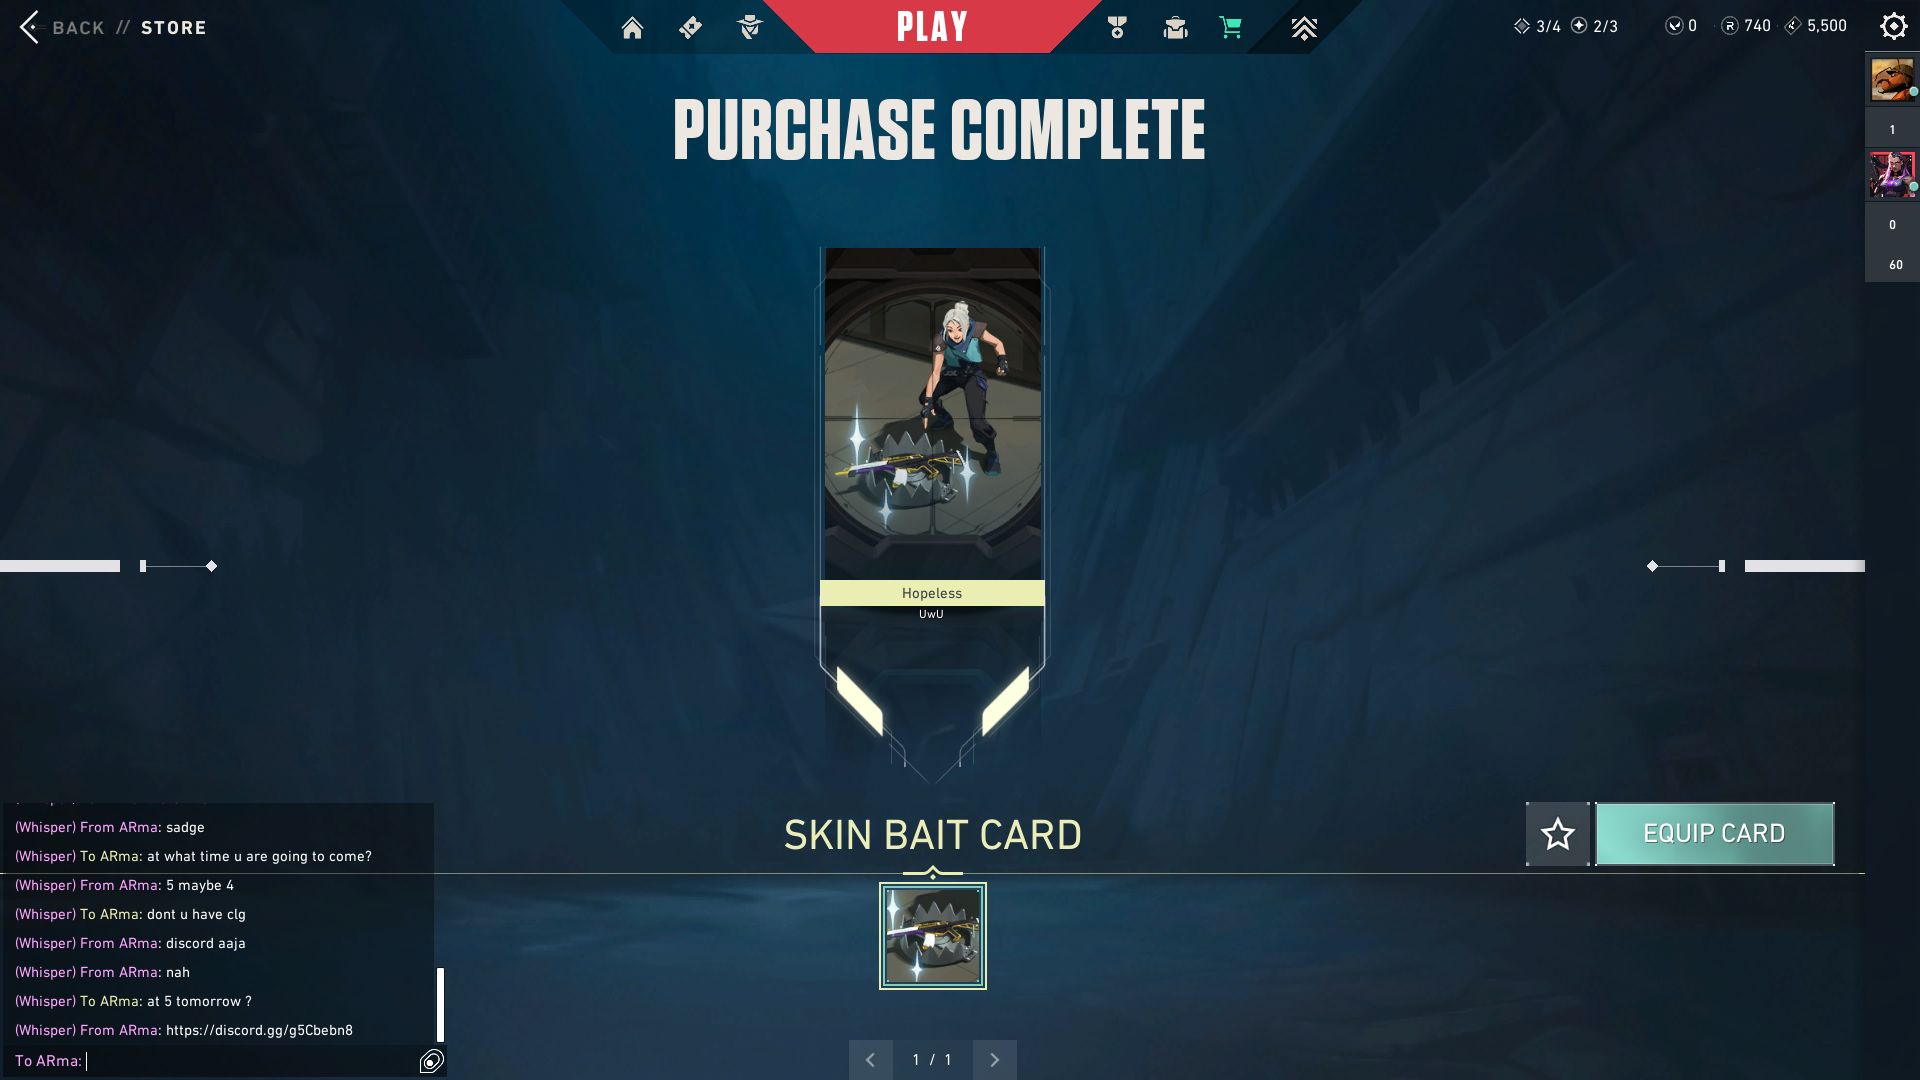 BACK // STORE
PLAY
3/4 2/3 0 740 5,500
PURCHASE COMPLETE
1
0
60
Hopeless
UwU
SKIN BAIT CARD
EQUIP CARD
(Whisper) From ARma: sadge
(Whisper) To ARma: at what time u are going to come?
(Whisper) From ARma: 5 maybe 4
(Whisper) To ARma: dont u have clg
(Whisper) From ARma: discord aaja
(Whisper) From ARma: nah
(Whisper) To ARma: at 5 tomorrow ?
(Whisper) From ARma: https://discord.gg/g5Cbebn8
To ARma:
1 / 1